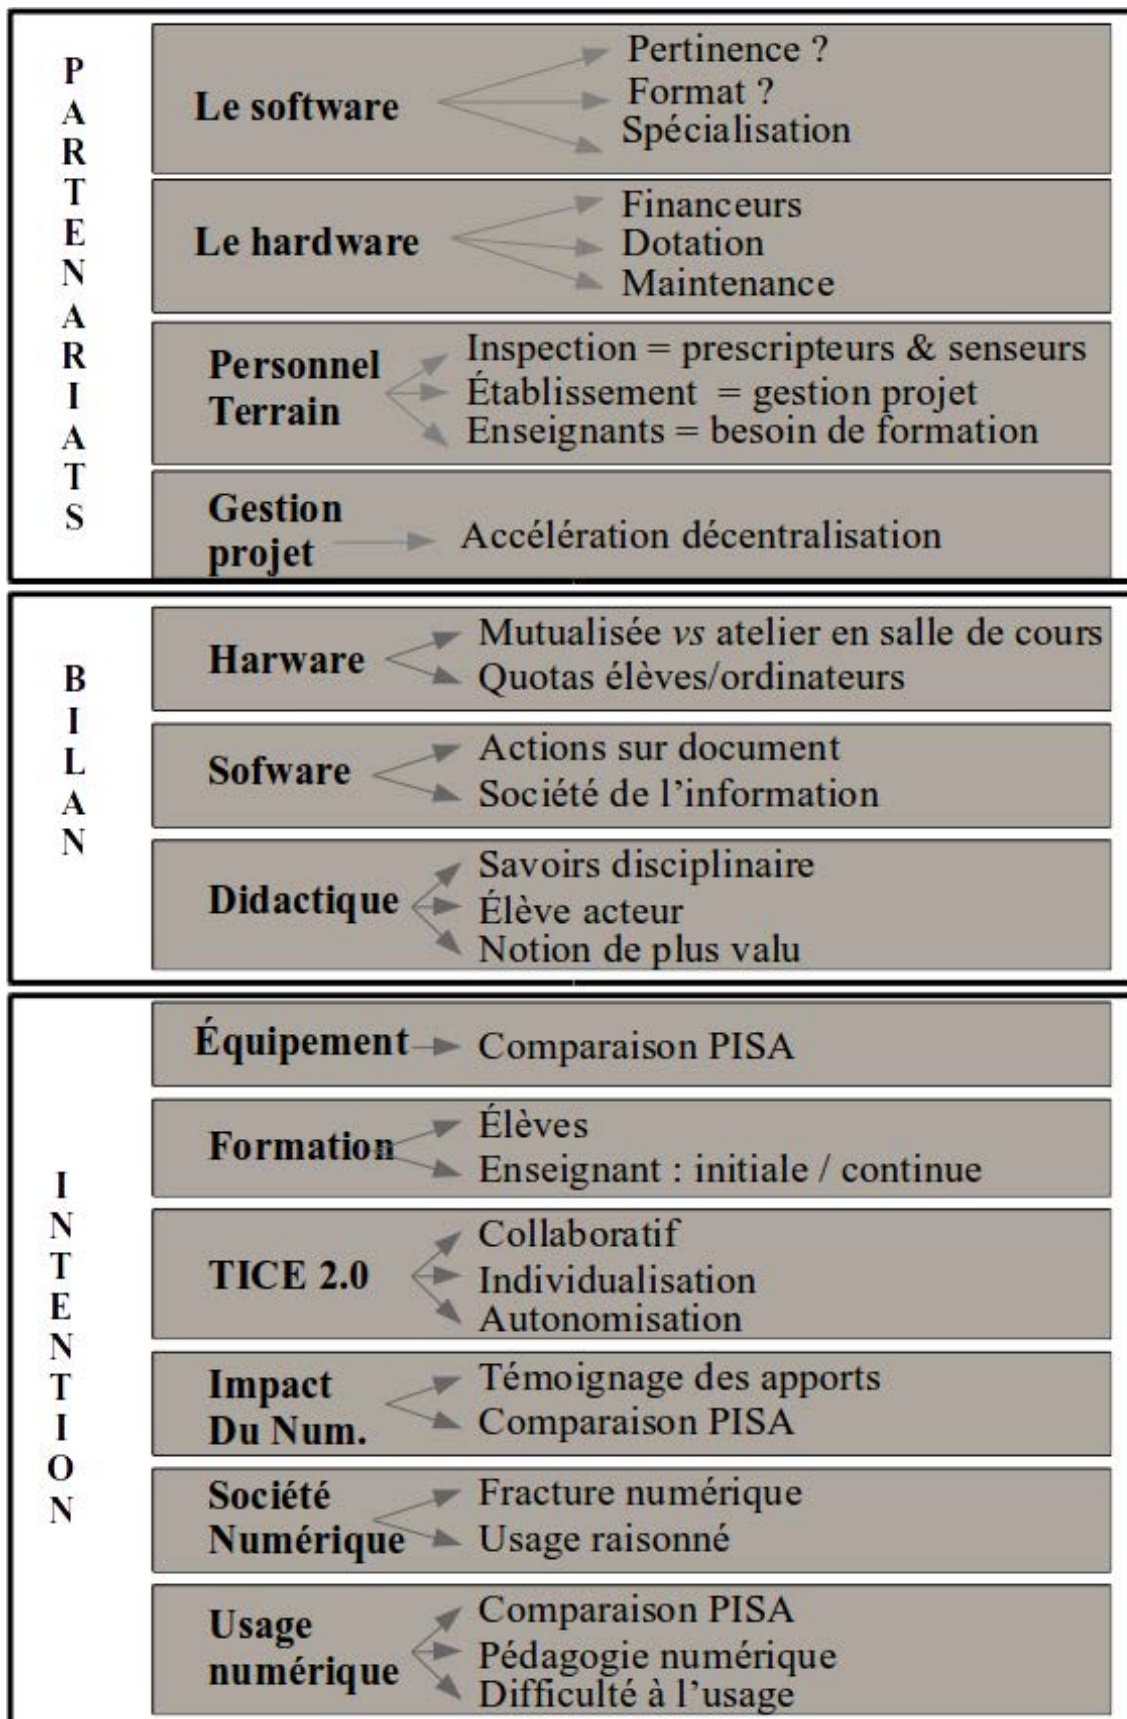 PARTENARIATS
Le software
Pertinence ?
Format ?
Spécialisation
Le hardware
Financeurs
Dotation
Maintenance
Personnel
Terrain
Inspection = prescripteurs & senseurs
Établissement = gestion projet
Enseignants = besoin de formation
Gestion
projet
Accélération décentralisation
BILAN
Harware
Mutualisée vs atelier en salle de cours
Quotas élèves/ordinateurs
Sofware
Actions sur document
Société de l’information
Didactique
Savoirs disciplinaire
Élève acteur
Notion de plus valu
INTENTION
Équipement
Comparaison PISA
Formation
Élèves
Enseignant : initiale / continue
TICE 2.0
Collaboratif
Individualisation
Autonomisation
Impact
Du Num.
Témoignage des apports
Comparaison PISA
Société
Numérique
Fracture numérique
Usage raisonné
Usage
numérique
Comparaison PISA
Pédagogie numérique
Difficulté à l’usage